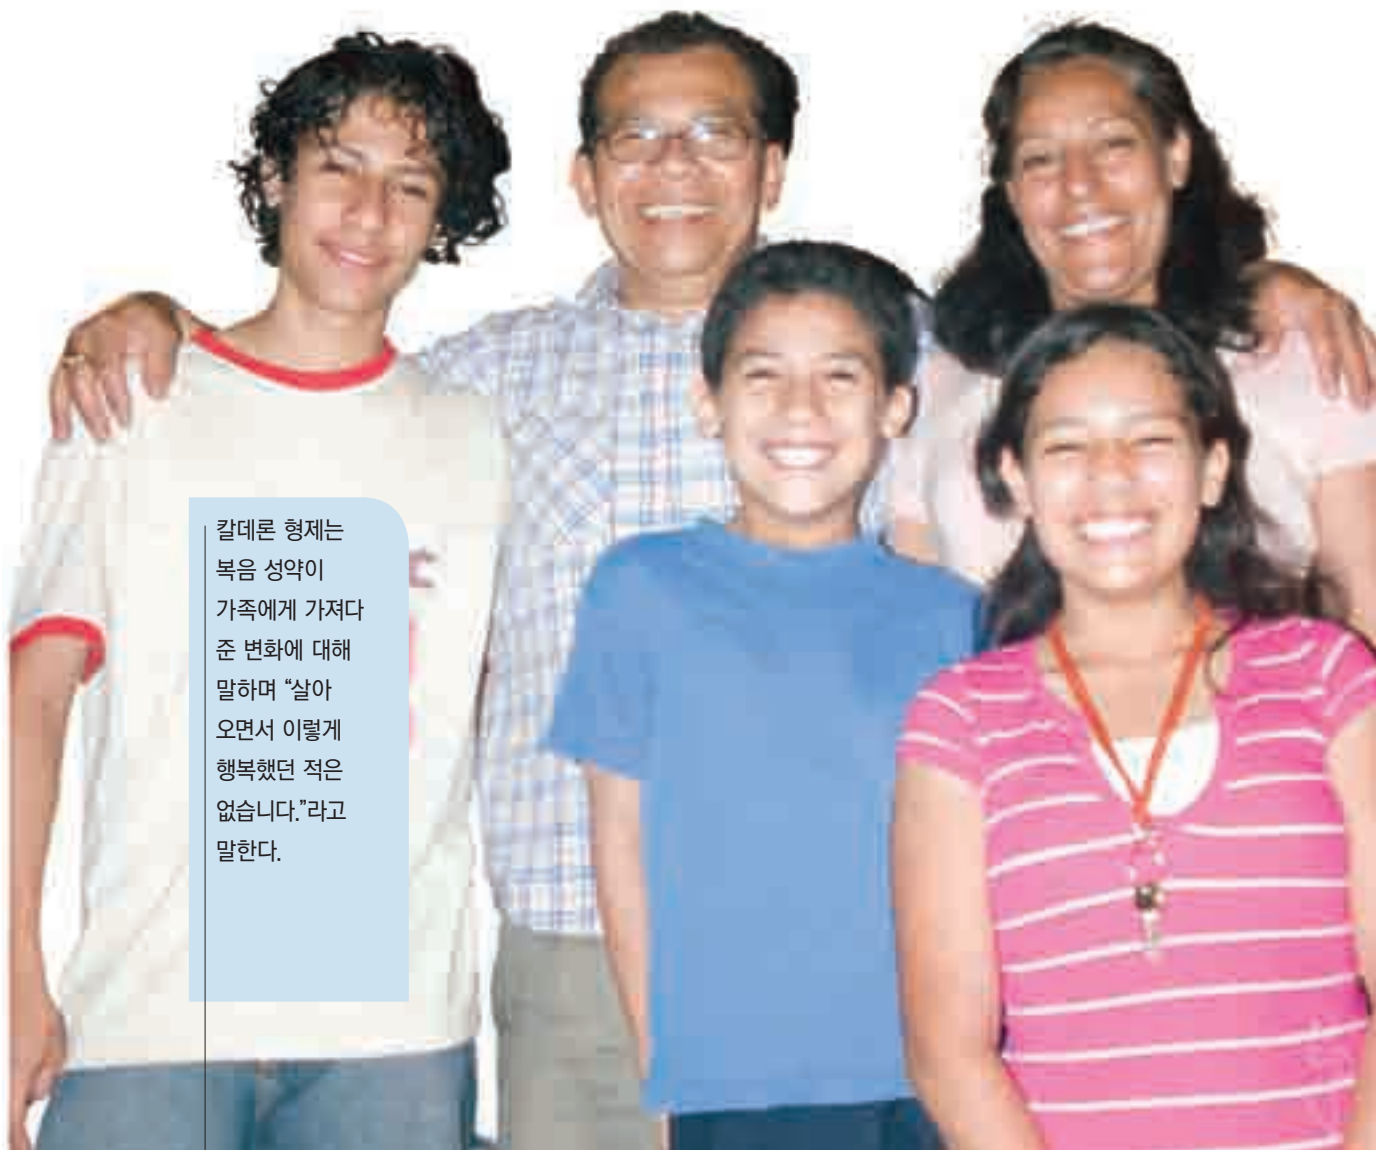 칼데론 형제는
복음 성약이
가족에게 가져다
준 변화에 대해
말하며 “살아
오면서 이렇게
행복했던 적은
없습니다.”라고
말한다.